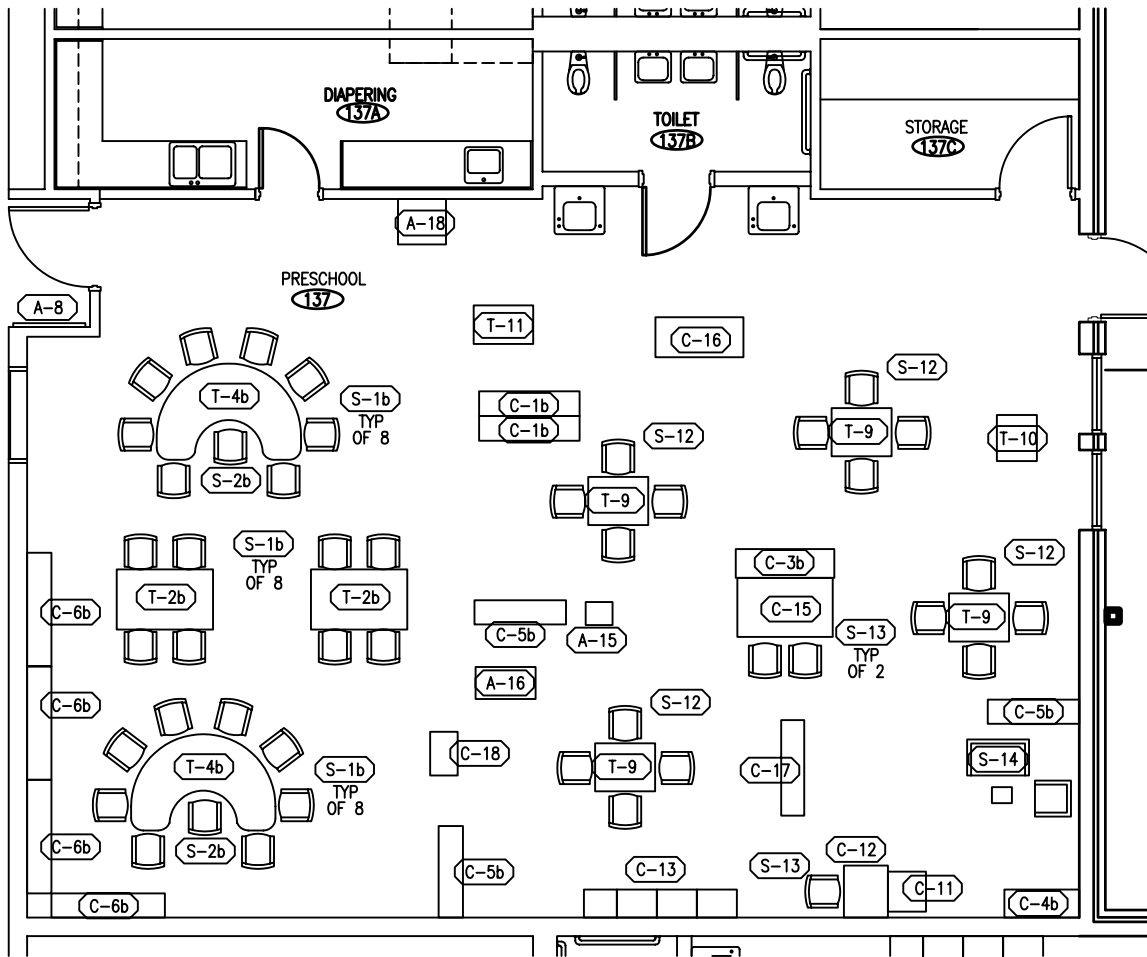 DIAPERING
137A
TOILET
137B
STORAGE
137C
A-18
PRESCHOOL
137
A-8
T-11
C-16
S-12
T-4b
S-1b
TYP
OF 8
C-1b
C-1b
T-9
T-10
S-12
S-2b
T-9
S-1b
TYP
OF 8
S-12
C-3b
T-2b
T-2b
C-6b
C-15
T-9
C-5b
A-15
S-13
TYP
OF 2
A-16
C-6b
S-12
C-5b
C-18
T-4b
S-1b
TYP
OF 8
T-9
C-17
S-14
C-6b
S-2b
C-12
C-5b
C-13
S-13
C-11
C-6b
C-4b